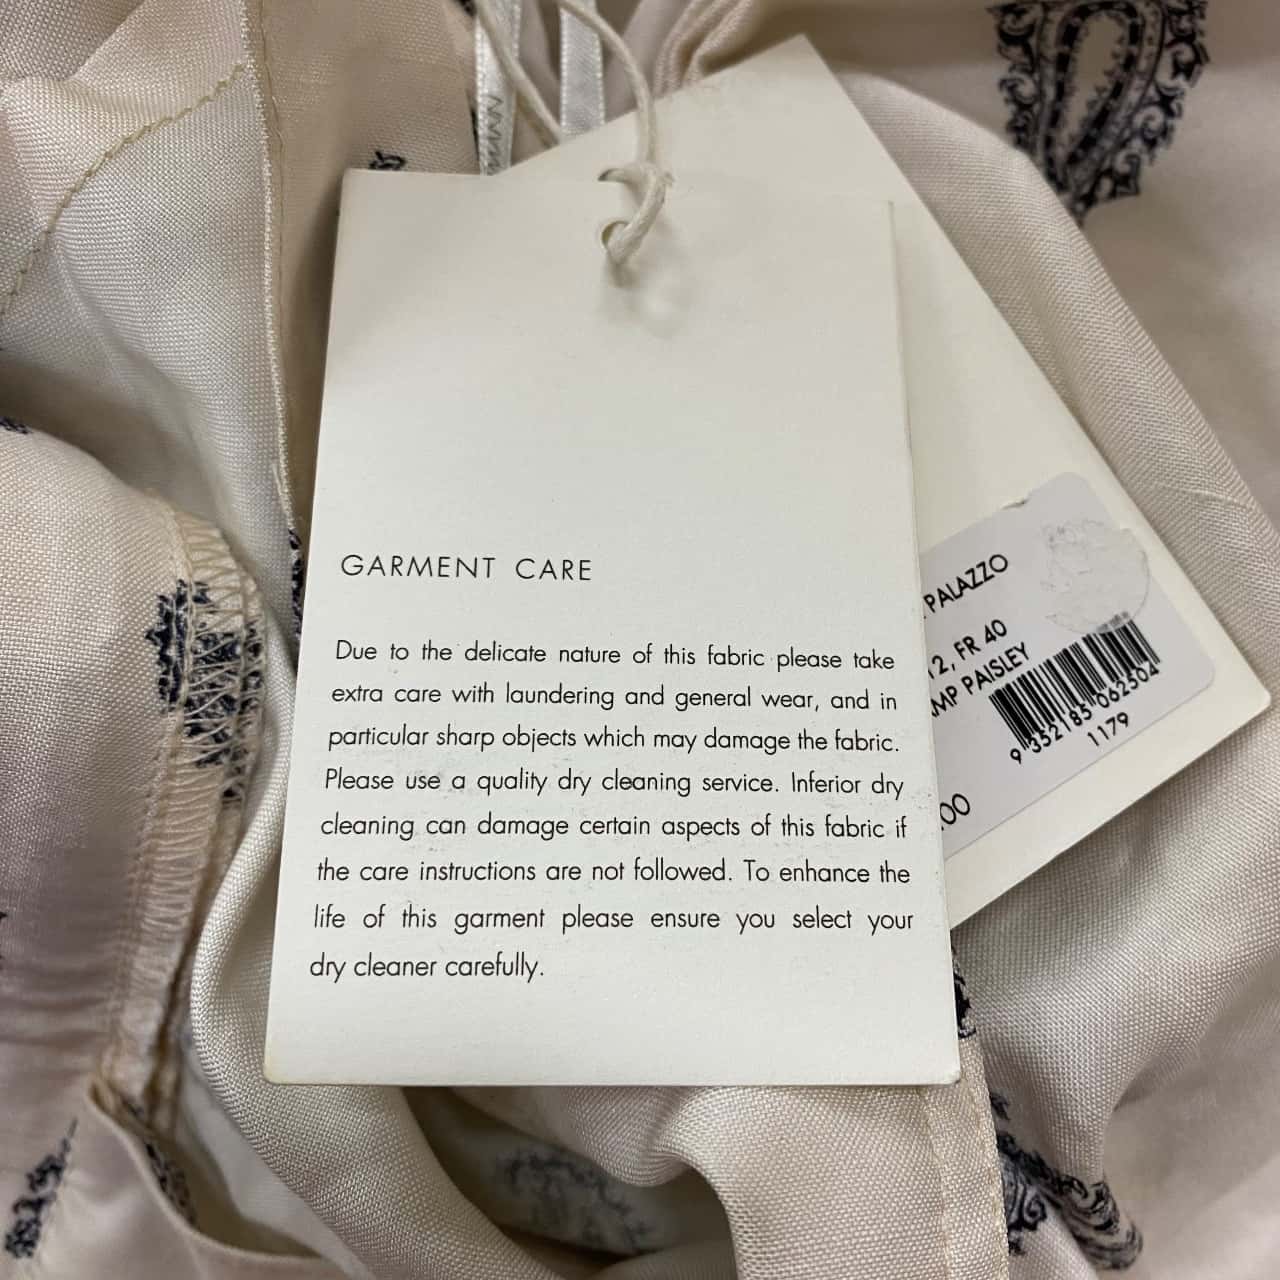 GARMENT CARE
Due to the delicate nature of this fabric please take
extra care with laundering and general wear, and in
particular sharp objects which may damage the fabric.
Please use a quality dry cleaning service. Inferior dry
cleaning can damage certain aspects of this fabric if
the care instructions are not followed. To enhance the
life of this garment please ensure you select your
dry cleaner carefully.
PALAZZO
12, FR 40
MP PAISLEY
9 352185 062504
1179
.00